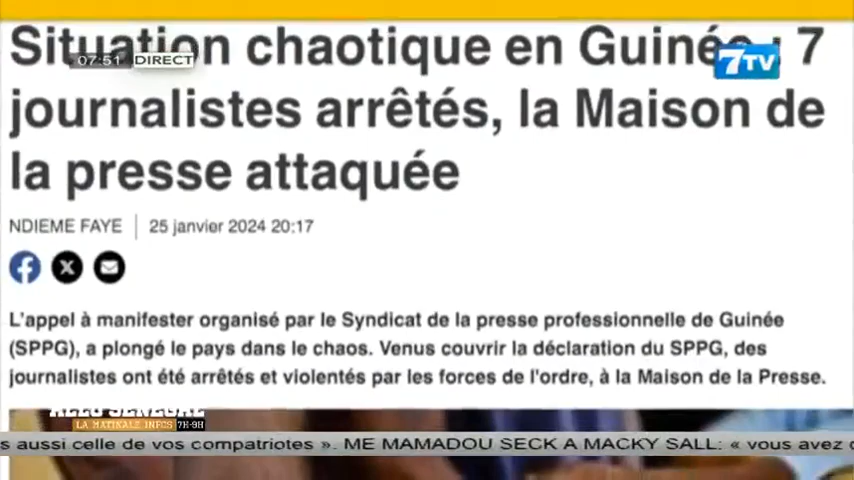 Situation chaotique en Guinée : 7
07:51 DIRECT
7TV
journalistes arrêtés, la Maison de
la presse attaquée
NDIEME FAYE | 25 janvier 2024 20:17
L'appel à manifester organisé par le Syndicat de la presse professionnelle de Guinée
(SPPG), a plongé le pays dans le chaos. Venus couvrir la déclaration du SPPG, des
journalistes ont été arrêtés et violentés par les forces de l'ordre, à la Maison de la Presse.
ALLO SENEGAL
LA MATINALE INFOS 7H-9H
s aussi celle de vos compatriotes ». ME MAMADOU SECK A MACKY SALL: « vous avez